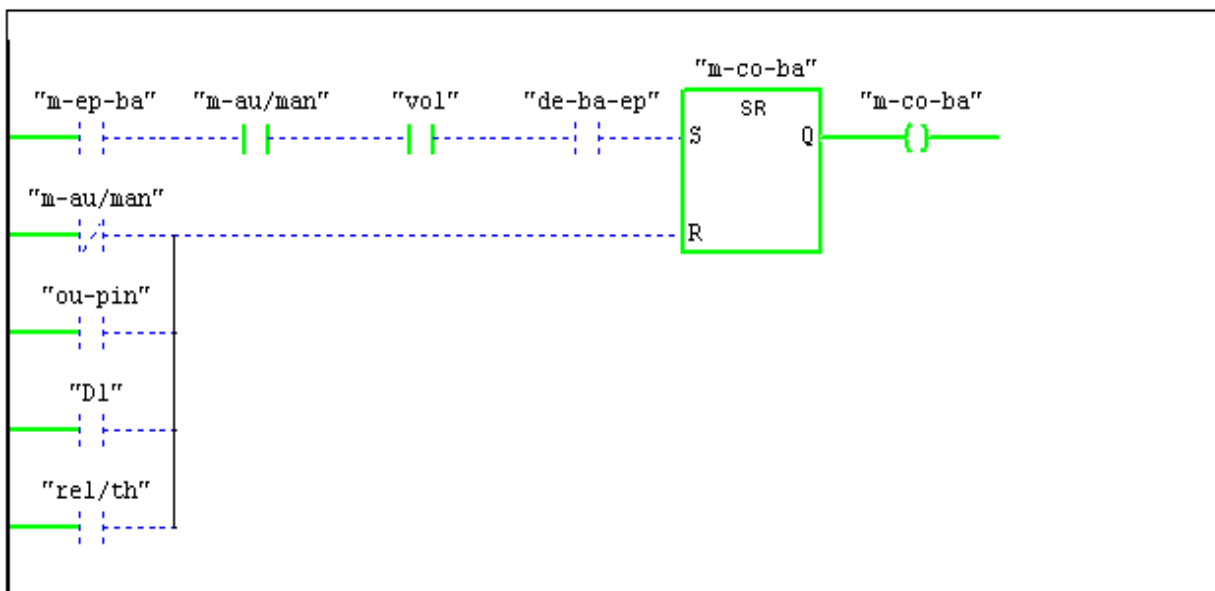 "m-co-ba"
"m-ep-ba" "m-au/man" "vol" "de-ba-ep" SR "m-co-ba"
S Q
"m-au/man"
R
"ou-pin"
"D1"
"rel/th"